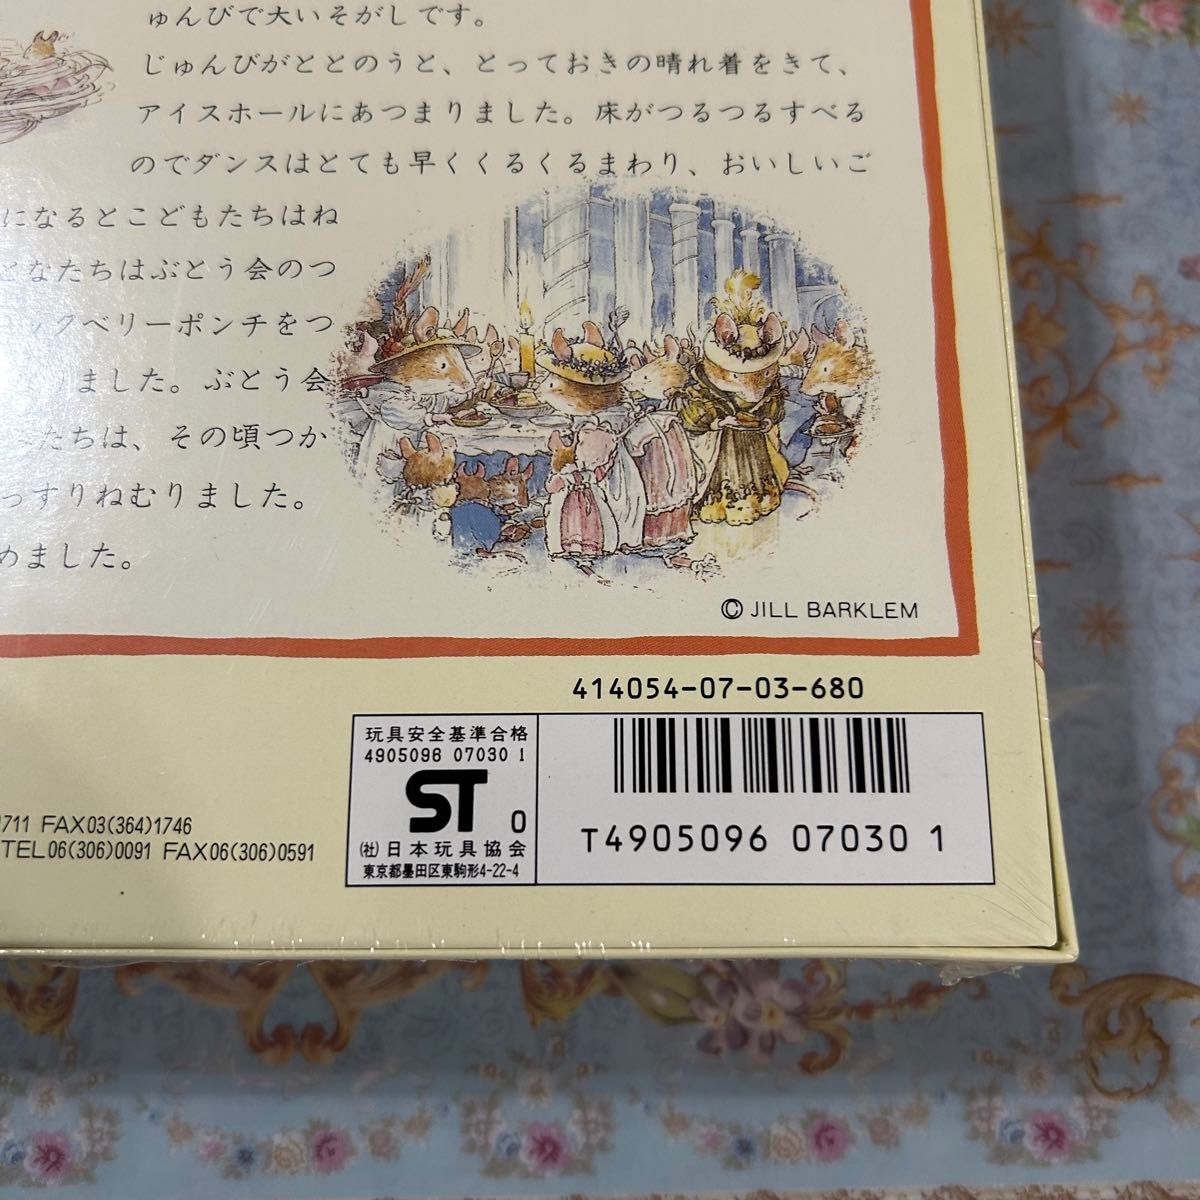 ゅんびで大いそがしです。
じゅんびがととのうと、とっておきの晴れ着をきて、
アイスホールにあつまりました。床がつるつるすべる
のでダンスはとても早くくるくるまわり、おいしいご
になるとこどもたちはね
となたちはぶとう会のつ
ックベリーポンチをつ
りました。ぶとう会
たちは、その頃つか
っすりねむりました。
めました。
© JILL BARKLEM
414054-07-03-680
玩具安全基準合格
4905096 07030 1
ST 0
(社)日本玩具協会
東京都墨田区東駒形4-22-4
T4905096 07030 1
711 FAX03(364)1746
TEL06(306)0091 FAX06(306)0591